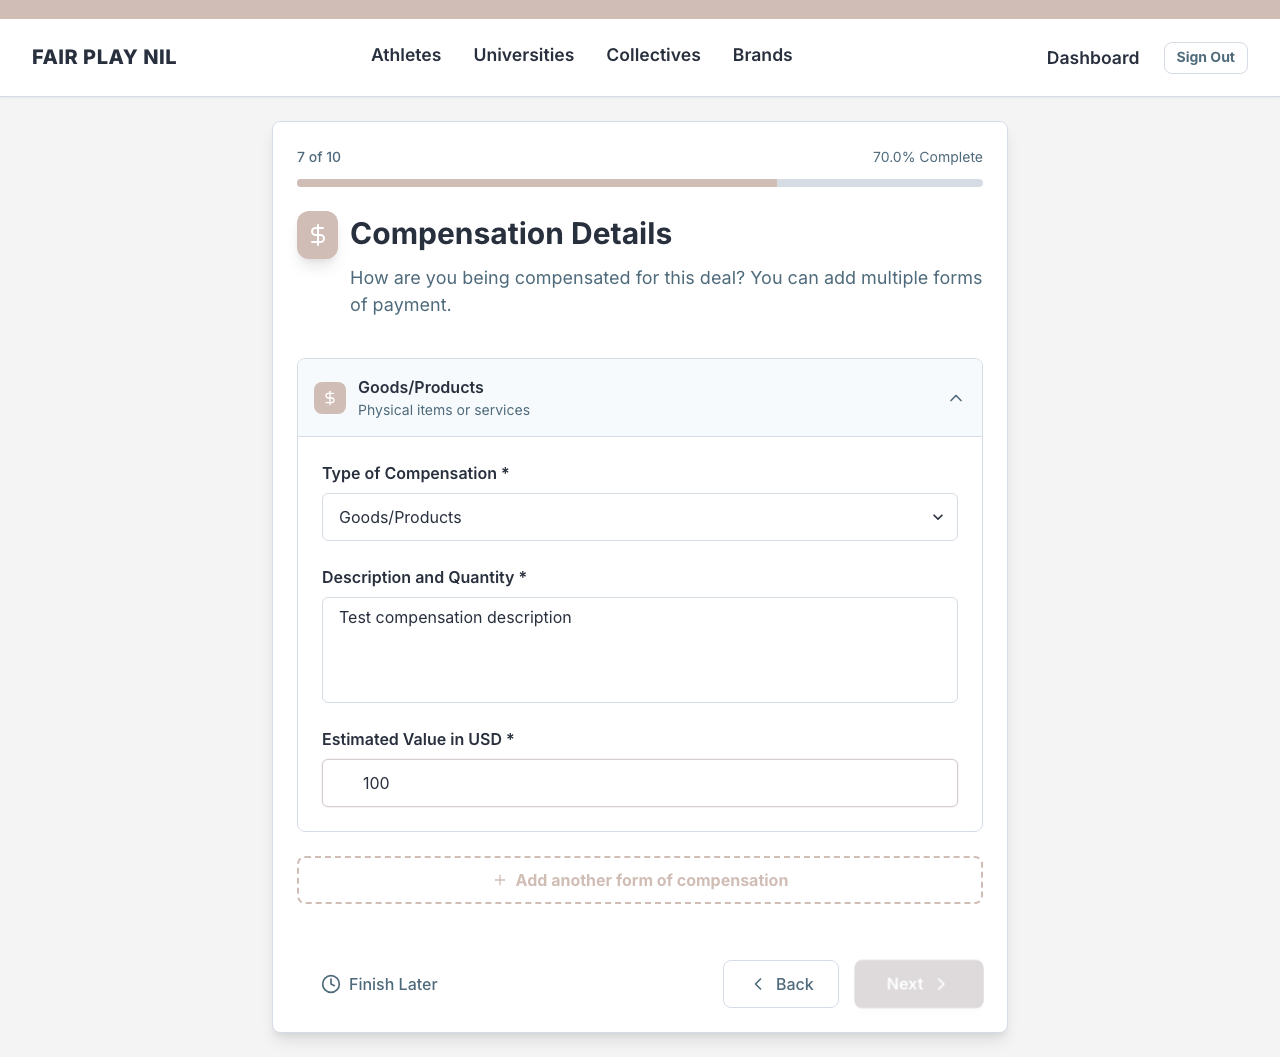 FAIR PLAY NIL
Athletes
Universities
Collectives
Brands
Dashboard
Sign Out
7 of 10
70.0% Complete
Compensation Details
How are you being compensated for this deal? You can add multiple forms
of payment.
Goods/Products
Physical items or services
Type of Compensation *
Goods/Products
Description and Quantity *
Test compensation description
Estimated Value in USD *
100
Add another form of compensation
Finish Later
Back
Next